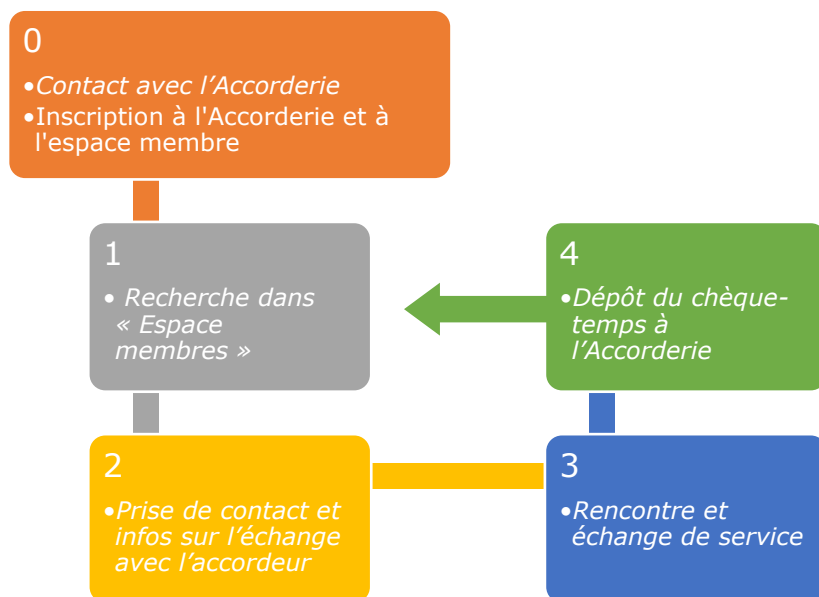 0
•Contact avec l’Accorderie
•Inscription à l'Accorderie et à
l'espace membre
1
• Recherche dans
« Espace
membres »
2
•Prise de contact et
infos sur l’échange
avec l’accordeur
3
•Rencontre et
échange de service
4
•Dépôt du chèque-
temps à
l’Accorderie